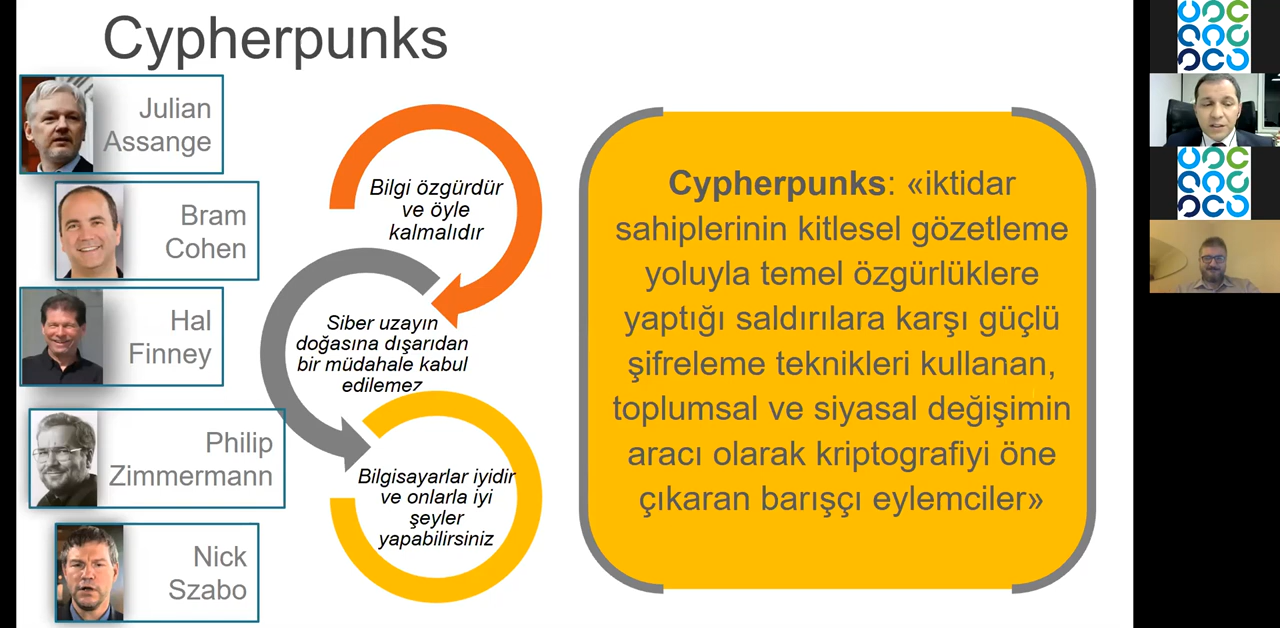 Cypherpunks
Julian
Assange
Bram
Cohen
Hal
Finney
Philip
Zimmermann
Nick
Szabo
Bilgi özgürdür
ve öyle
kalmalıdır
Siber uzayın
doğasına dışarıdan
bir müdahale kabul
edilemez
Bilgisayarlar iyidir
ve onlarla iyi
şeyler
yapabilirsiniz
Cypherpunks: «iktidar
sahiplerinin kitlesel gözetleme
yoluyla temel özgürlüklere
yaptığı saldırılara karşı güçlü
şifreleme teknikleri kullanan,
toplumsal ve siyasal değişimin
aracı olarak kriptografiyi öne
çıkaran barışçı eylemciler»